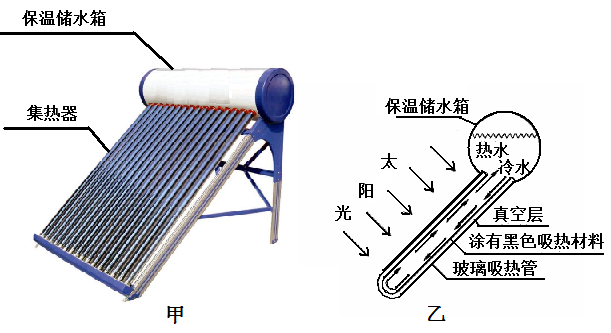 保温储水箱
集热器
甲
保温储水箱
热水
冷水
太
阳
光
真空层
涂有黑色吸热材料
玻璃吸热管
乙